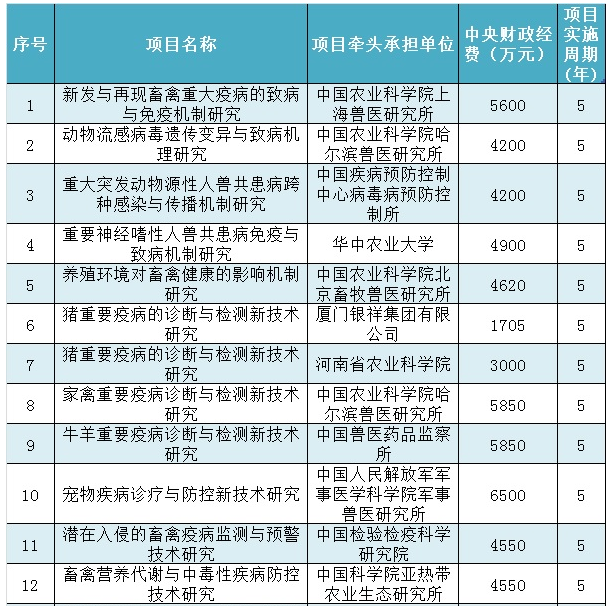 序号 项目名称 项目牵头承担单位 中央财政经费（万元） 项目实施周期（年）
1 新发与再现畜禽重大疫病的致病与免疫机制研究 中国农业科学院上海兽医研究所 5600 5
2 动物流感病毒遗传变异与致病机理研究 中国农业科学院哈尔滨兽医研究所 4200 5
3 重大突发动物源性人兽共患病跨种感染与传播机制研究 中国疾病预防控制中心病毒病预防控制所 4200 5
4 重要神经嗜性人兽共患病免疫与致病机制研究 华中农业大学 4900 5
5 养殖环境对畜禽健康的影响机制研究 中国农业科学院北京畜牧兽医研究所 4620 5
6 猪重要疫病的诊断与检测新技术研究 厦门银祥集团有限公司 1705 5
7 猪重要疫病的诊断与检测新技术研究 河南省农业科学院 3000 5
8 家禽重要疫病诊断与检测新技术研究 中国农业科学院哈尔滨兽医研究所 5850 5
9 牛羊重要疫病诊断与检测新技术研究 中国兽医药品监察所 5850 5
10 宠物疾病诊疗与防控新技术研究 中国人民解放军军事医学科学院军事兽医研究所 6500 5
11 潜在入侵的畜禽疫病监测与预警技术研究 中国检验检疫科学研究院 4550 5
12 畜禽营养代谢与中毒性疾病防控技术研究 中国科学院亚热带农业生态研究所 4550 5